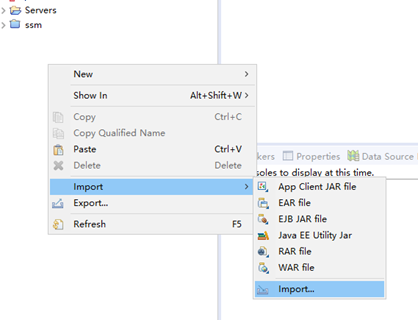 Servers
ssm
New
Show In Alt+Shift+W
Copy Ctrl+C
Copy Qualified Name
Paste Ctrl+V
Delete Delete
Import
Export...
Refresh F5
kers Properties Data Source
soles to display at this time.
App Client JAR file
EAR file
EJB JAR file
Java EE Utility Jar
RAR file
WAR file
Import...